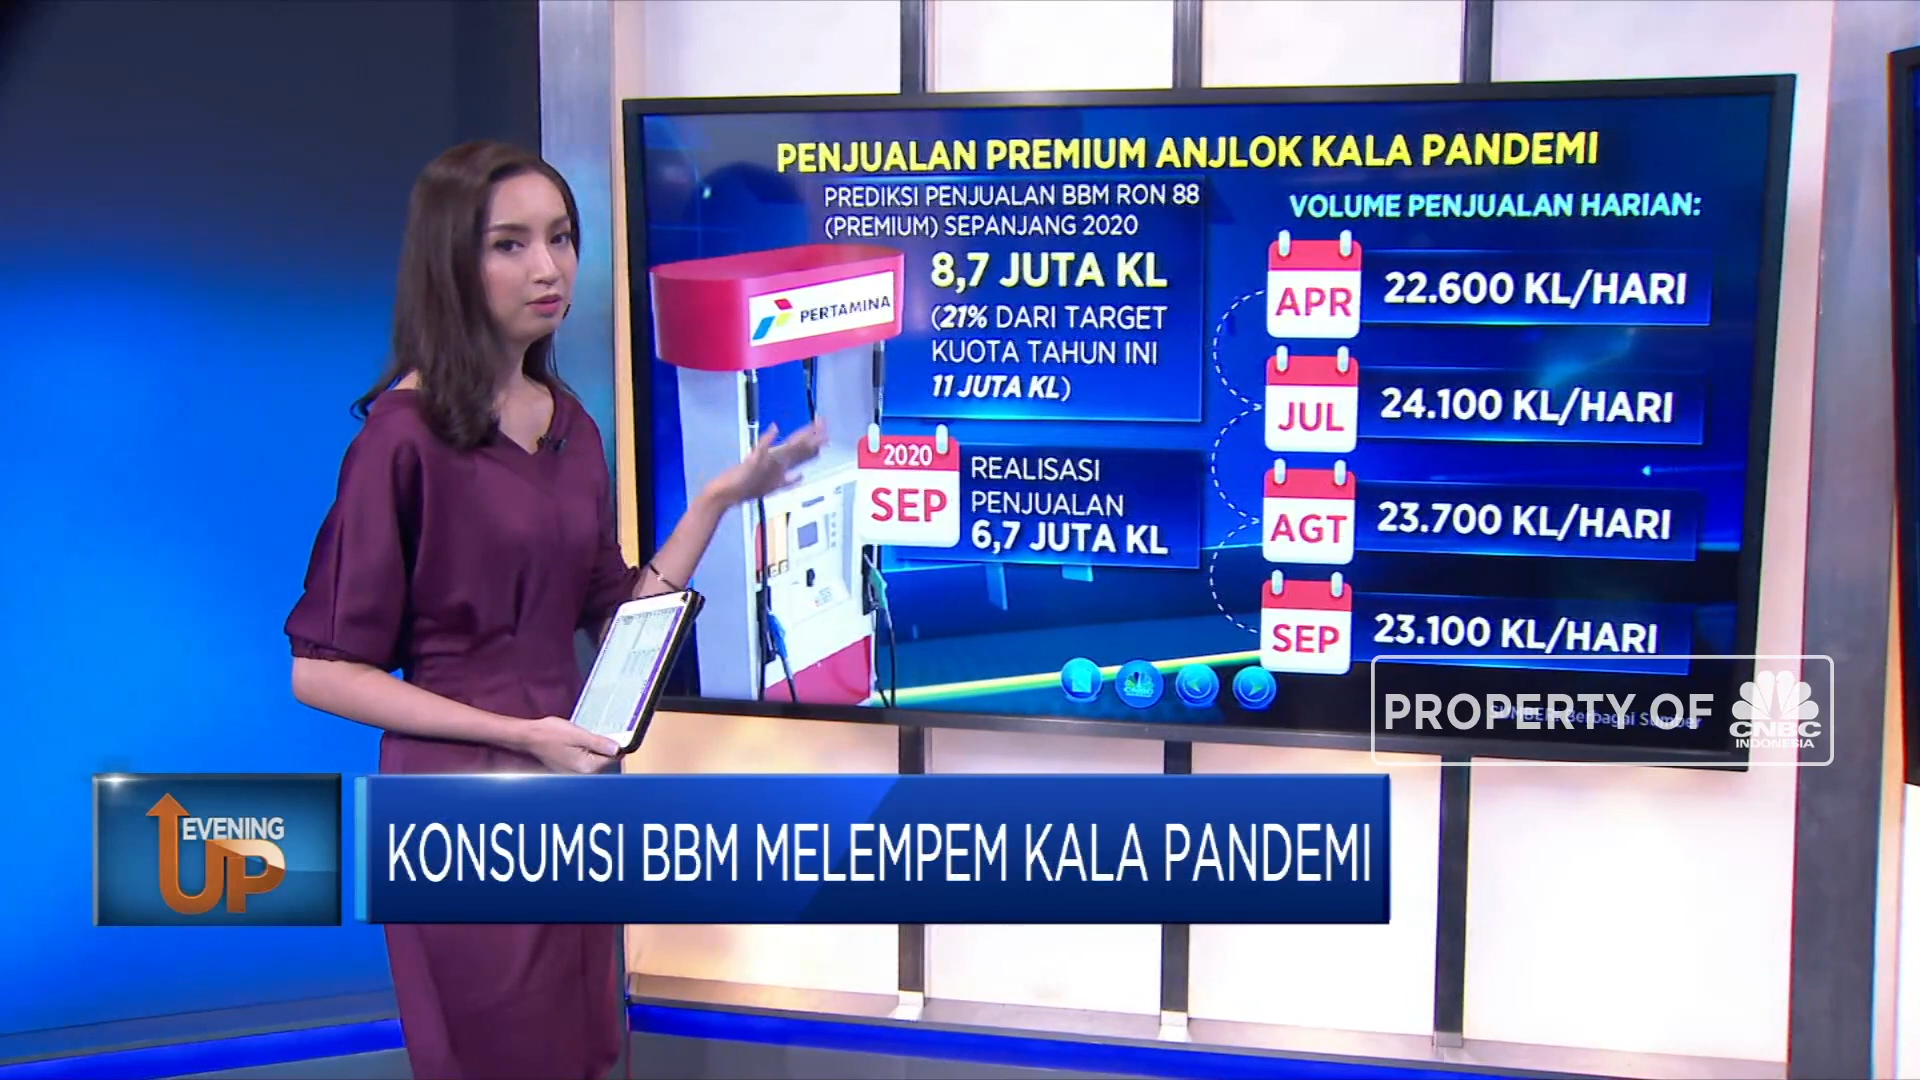 PENJUALAN PREMIUM ANJLOK KALA PANDEMI
PREDIKSI PENJUALAN BBM RON 88
(PREMIUM) SEPANJANG 2020
8,7 JUTA KL
(21% DARI TARGET
KUOTA TAHUN INI
11 JUTA KL)
PERTAMINA
2020
SEP
REALISASI
PENJUALAN
6,7 JUTA KL
VOLUME PENJUALAN HARIAN:
APR
22.600 KL/HARI
JUL
24.100 KL/HARI
AGT
23.700 KL/HARI
SEP
23.100 KL/HARI
SUMBER: Berbagai Sumber
PROPERTY OF
CNBC
INDONESIA
EVENING
UP
KONSUMSI BBM MELEMPEM KALA PANDEMI